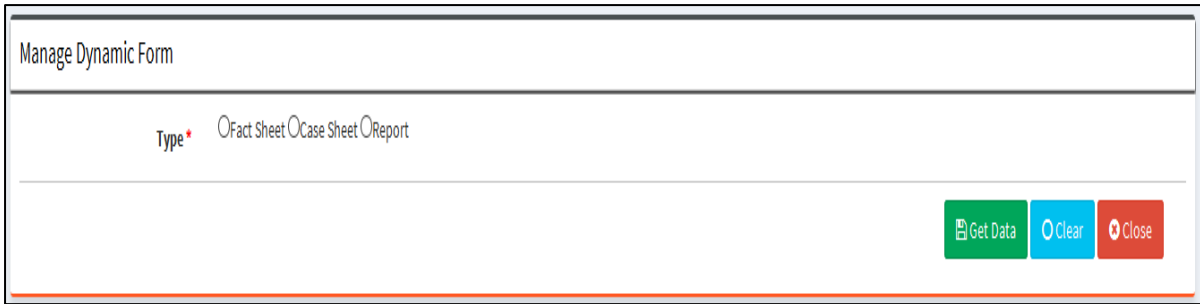 Manage Dynamic Form
Type * Fact Sheet Case Sheet Report
Get Data Clear Close